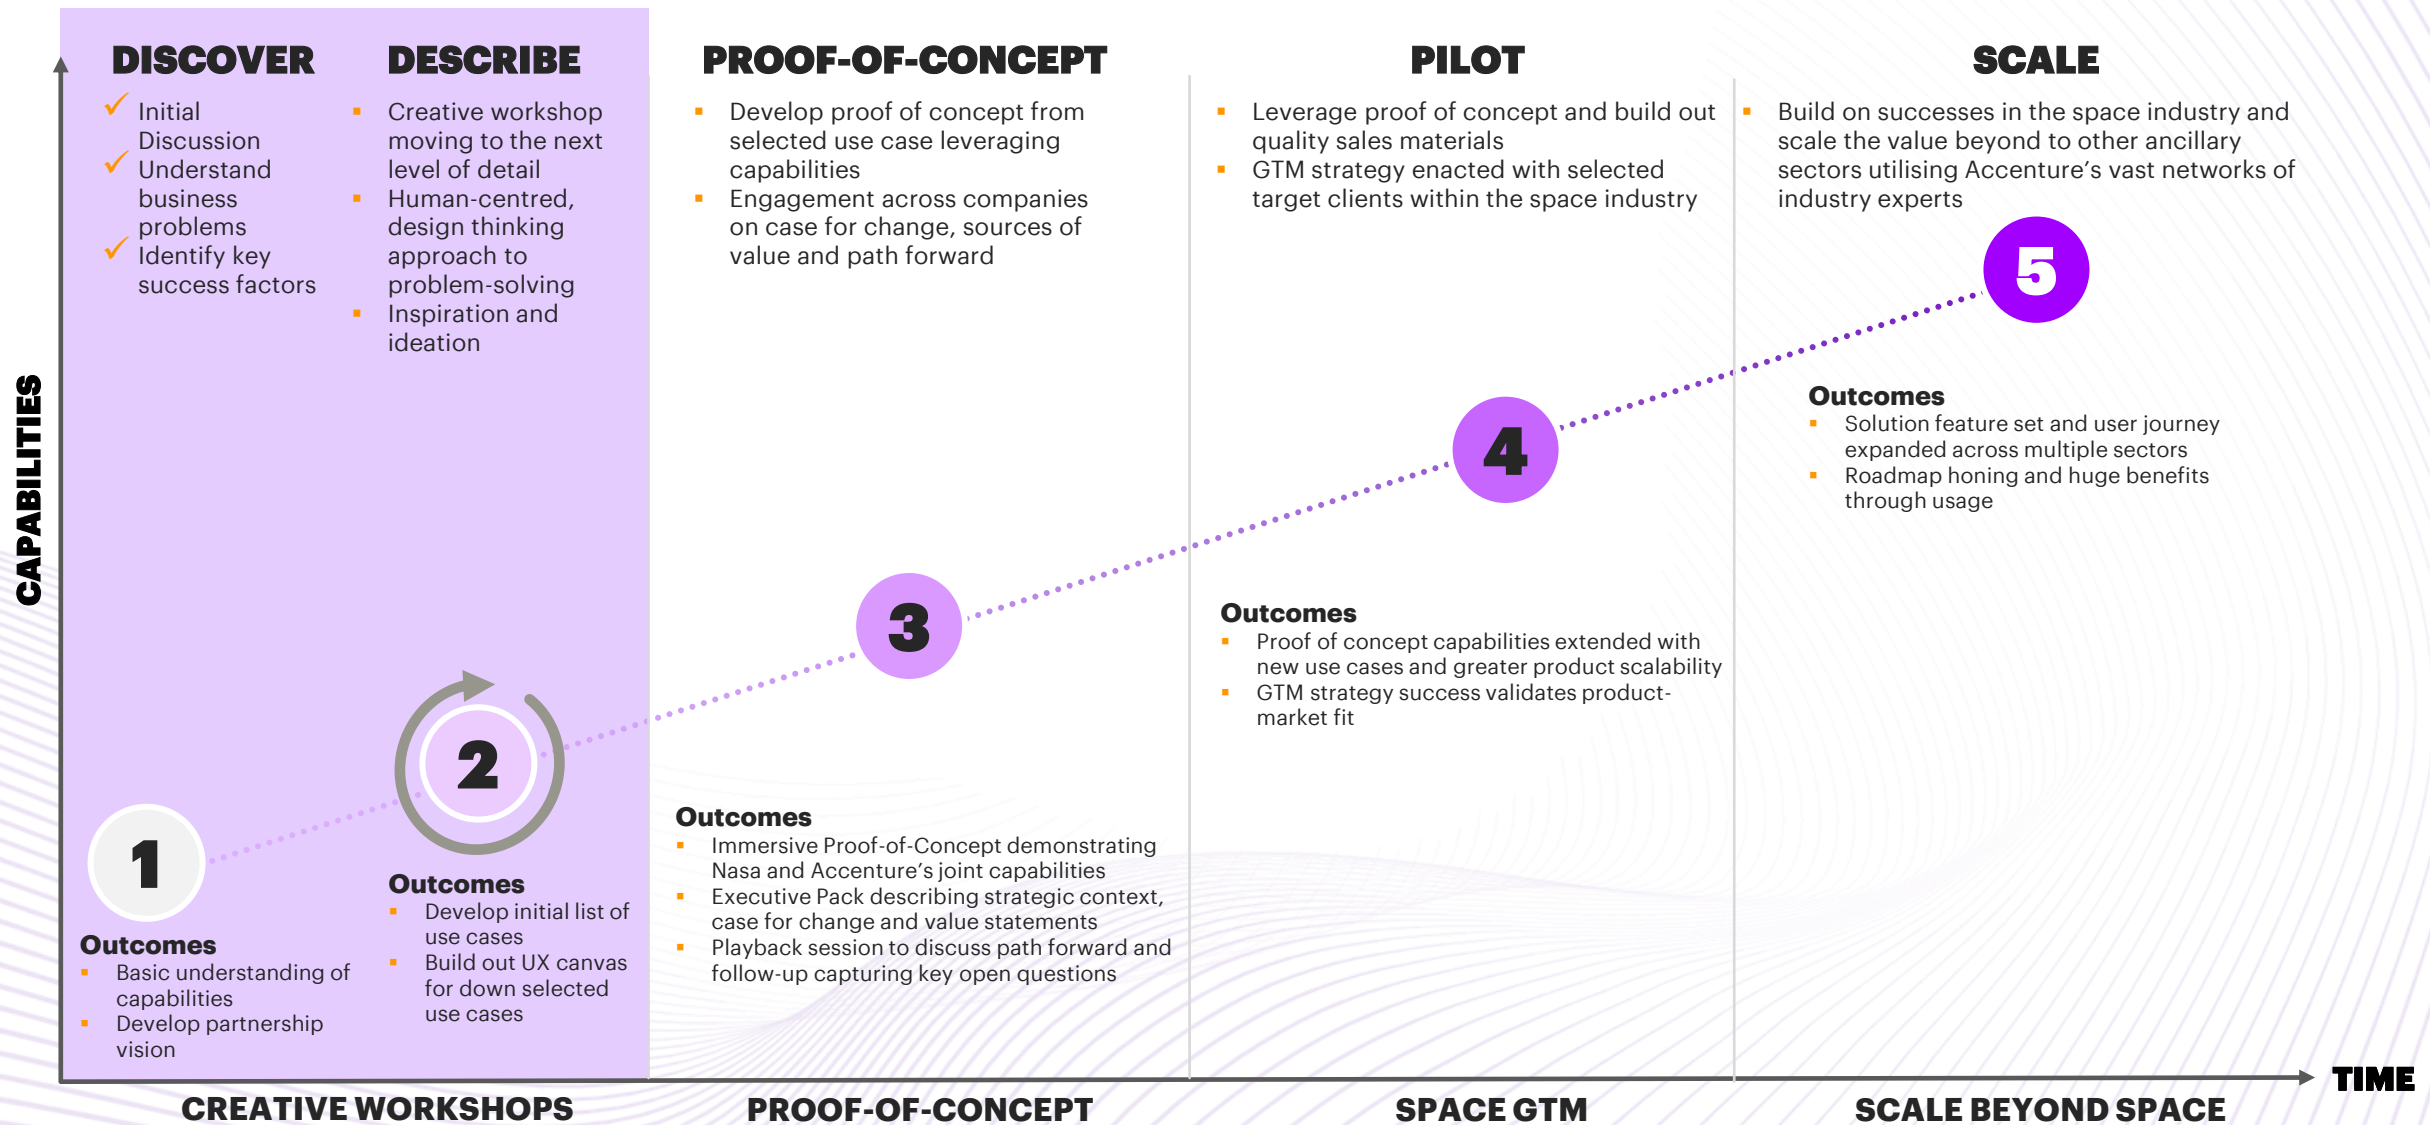 DISCOVER
Initial
Discussion
Understand
business
problems
Identify key
success factors
DESCRIBE
Creative workshop
moving to the next
level of detail
Human-centred,
design thinking
approach to
problem-solving
Inspiration and
ideation
PROOF-OF-CONCEPT
Develop proof of concept from
selected use case leveraging
capabilities
Engagement across companies
on case for change, sources of
value and path forward
PILOT
Leverage proof of concept and build out
quality sales materials
GTM strategy enacted with selected
target clients within the space industry
SCALE
Build on successes in the space industry and
scale the value beyond to other ancillary
sectors utilising Accenture's vast networks of
industry experts
CAPABILITIES
1
Outcomes
Basic understanding of
capabilities
Develop partnership
vision
2
Outcomes
Develop initial list of
use cases
Build out UX canvas
for down selected
use cases
3
Outcomes
Immersive Proof-of-Concept demonstrating
Nasa and Accenture's joint capabilities
Executive Pack describing strategic context,
case for change and value statements
Playback session to discuss path forward and
follow-up capturing key open questions
4
Outcomes
Proof of concept capabilities extended with
new use cases and greater product scalability
GTM strategy success validates product-
market fit
5
Outcomes
Solution feature set and user journey
expanded across multiple sectors
Roadmap honing and huge benefits
through usage
TIME
CREATIVE WORKSHOPS
PROOF-OF-CONCEPT
SPACE GTM
SCALE BEYOND SPACE